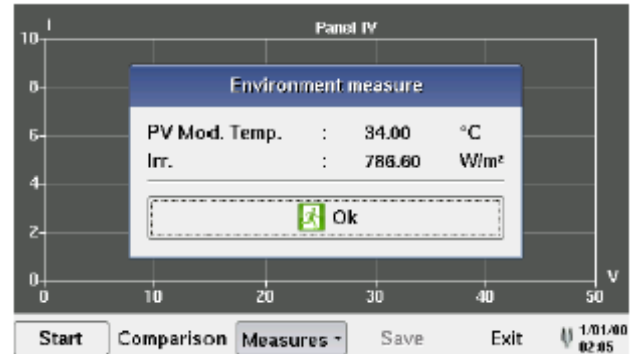 I
Panel IV
10
8
Environment measure
PV Mod. Temp. : 34.00 °C
6
Irr. : 786.60 W/m²
4
Ok
2
0
V
0 10 20 30 40 50
Start Comparison Measures Save Exit 1/01/00
02:05